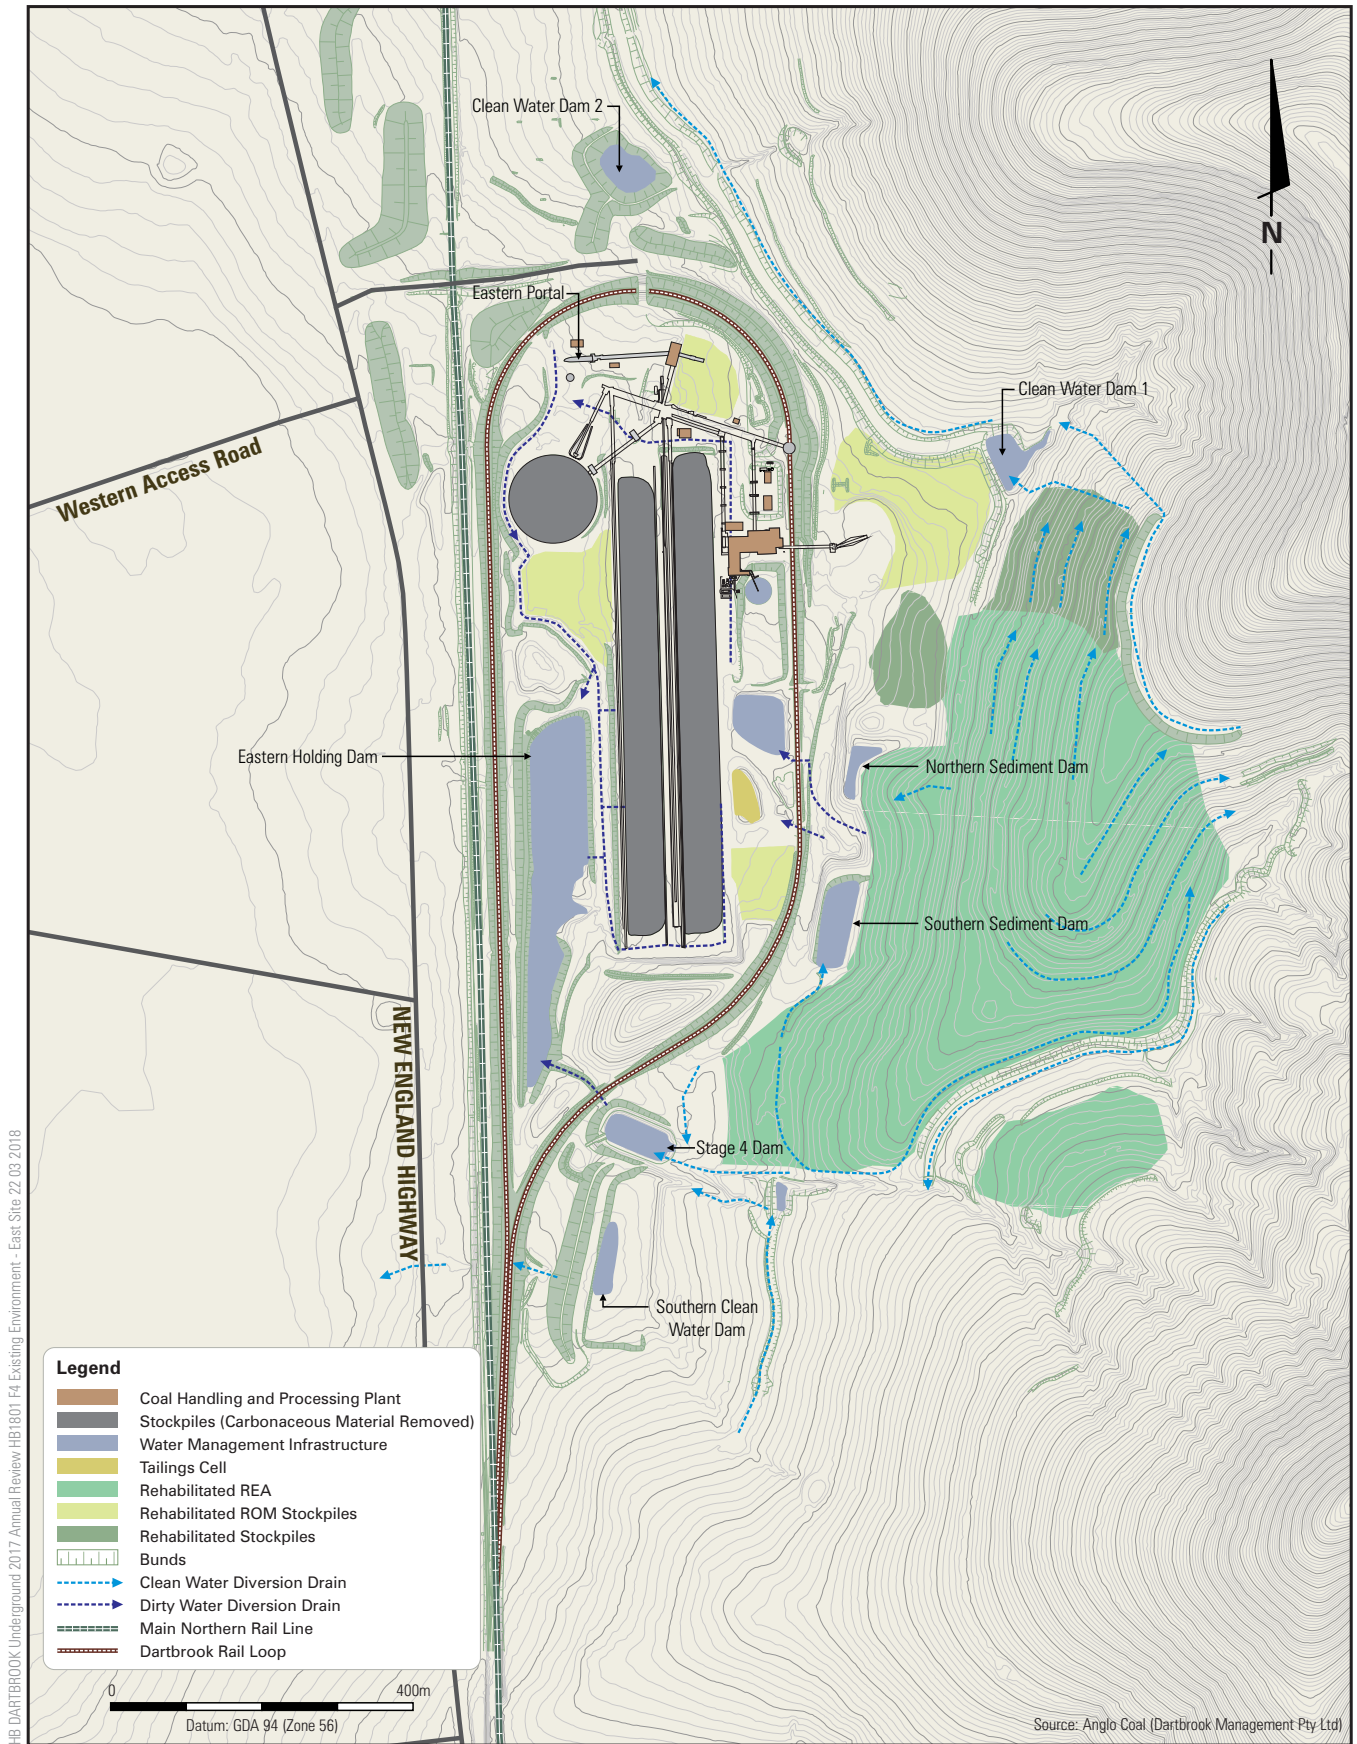 Clean Water Dam 2
N
Eastern Portal
Clean Water Dam 1
Western Access Road
Eastern Holding Dam
Northern Sediment Dam
Southern Sediment Dam
NEW ENGLAND HIGHWAY
Stage 4 Dam
Southern Clean
Water Dam
Legend
Coal Handling and Processing Plant
Stockpiles (Carbonaceous Material Removed)
Water Management Infrastructure
Tailings Cell
Rehabilitated REA
Rehabilitated ROM Stockpiles
Rehabilitated Stockpiles
Bunds
Clean Water Diversion Drain
Dirty Water Diversion Drain
Main Northern Rail Line
Dartbrook Rail Loop
0 400m
Datum: GDA 94 (Zone 56)
Source: Anglo Coal (Dartbrook Management Pty Ltd)
HB DARTBROOK Underground 2017 Annual Review HB1801 F4 Existing Environment - East Site 22 03 2018